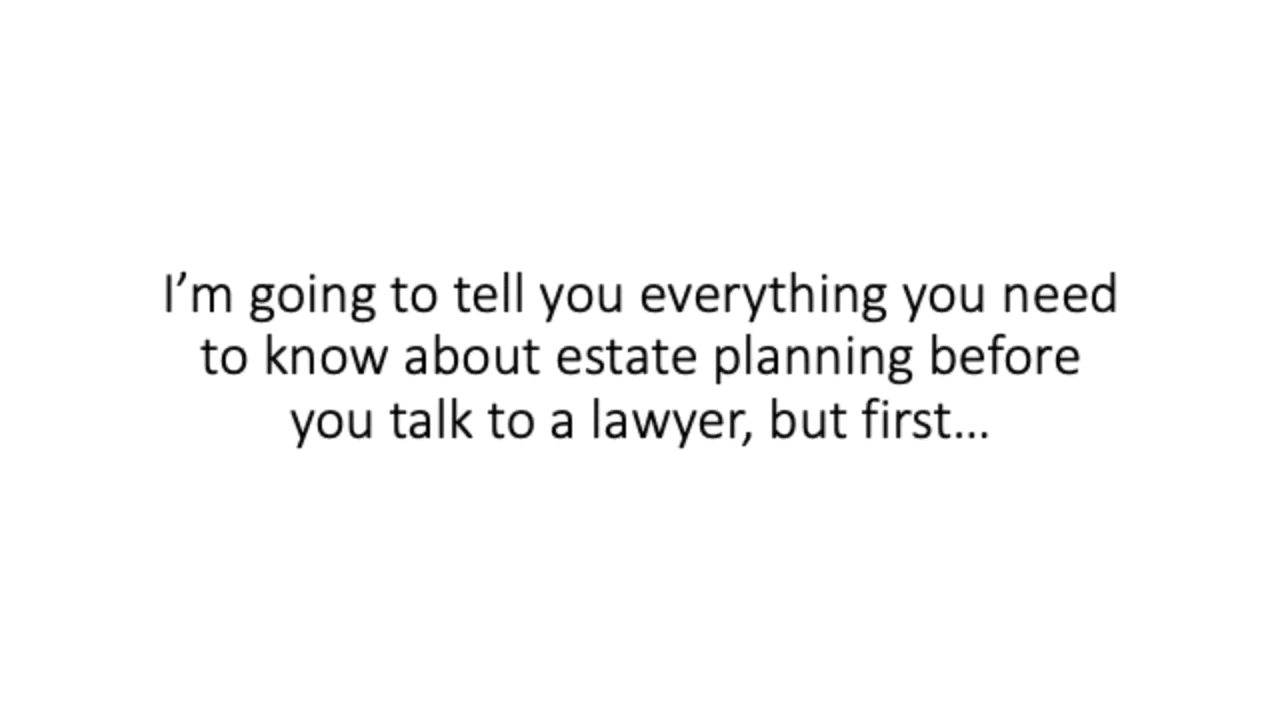 I’m going to tell you everything you need
to know about estate planning before
you talk to a lawyer, but first…